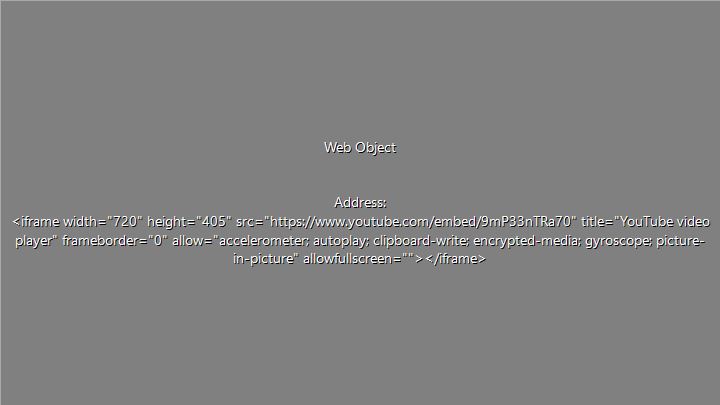 Web Object
Address:
<iframe width="720" height="405" src="https://www.youtube.com/embed/9mP33nTRa70" title="YouTube video
player" frameborder="0" allow="accelerometer; autoplay; clipboard-write; encrypted-media; gyroscope; picture-
in-picture" allowfullscreen=""></iframe>